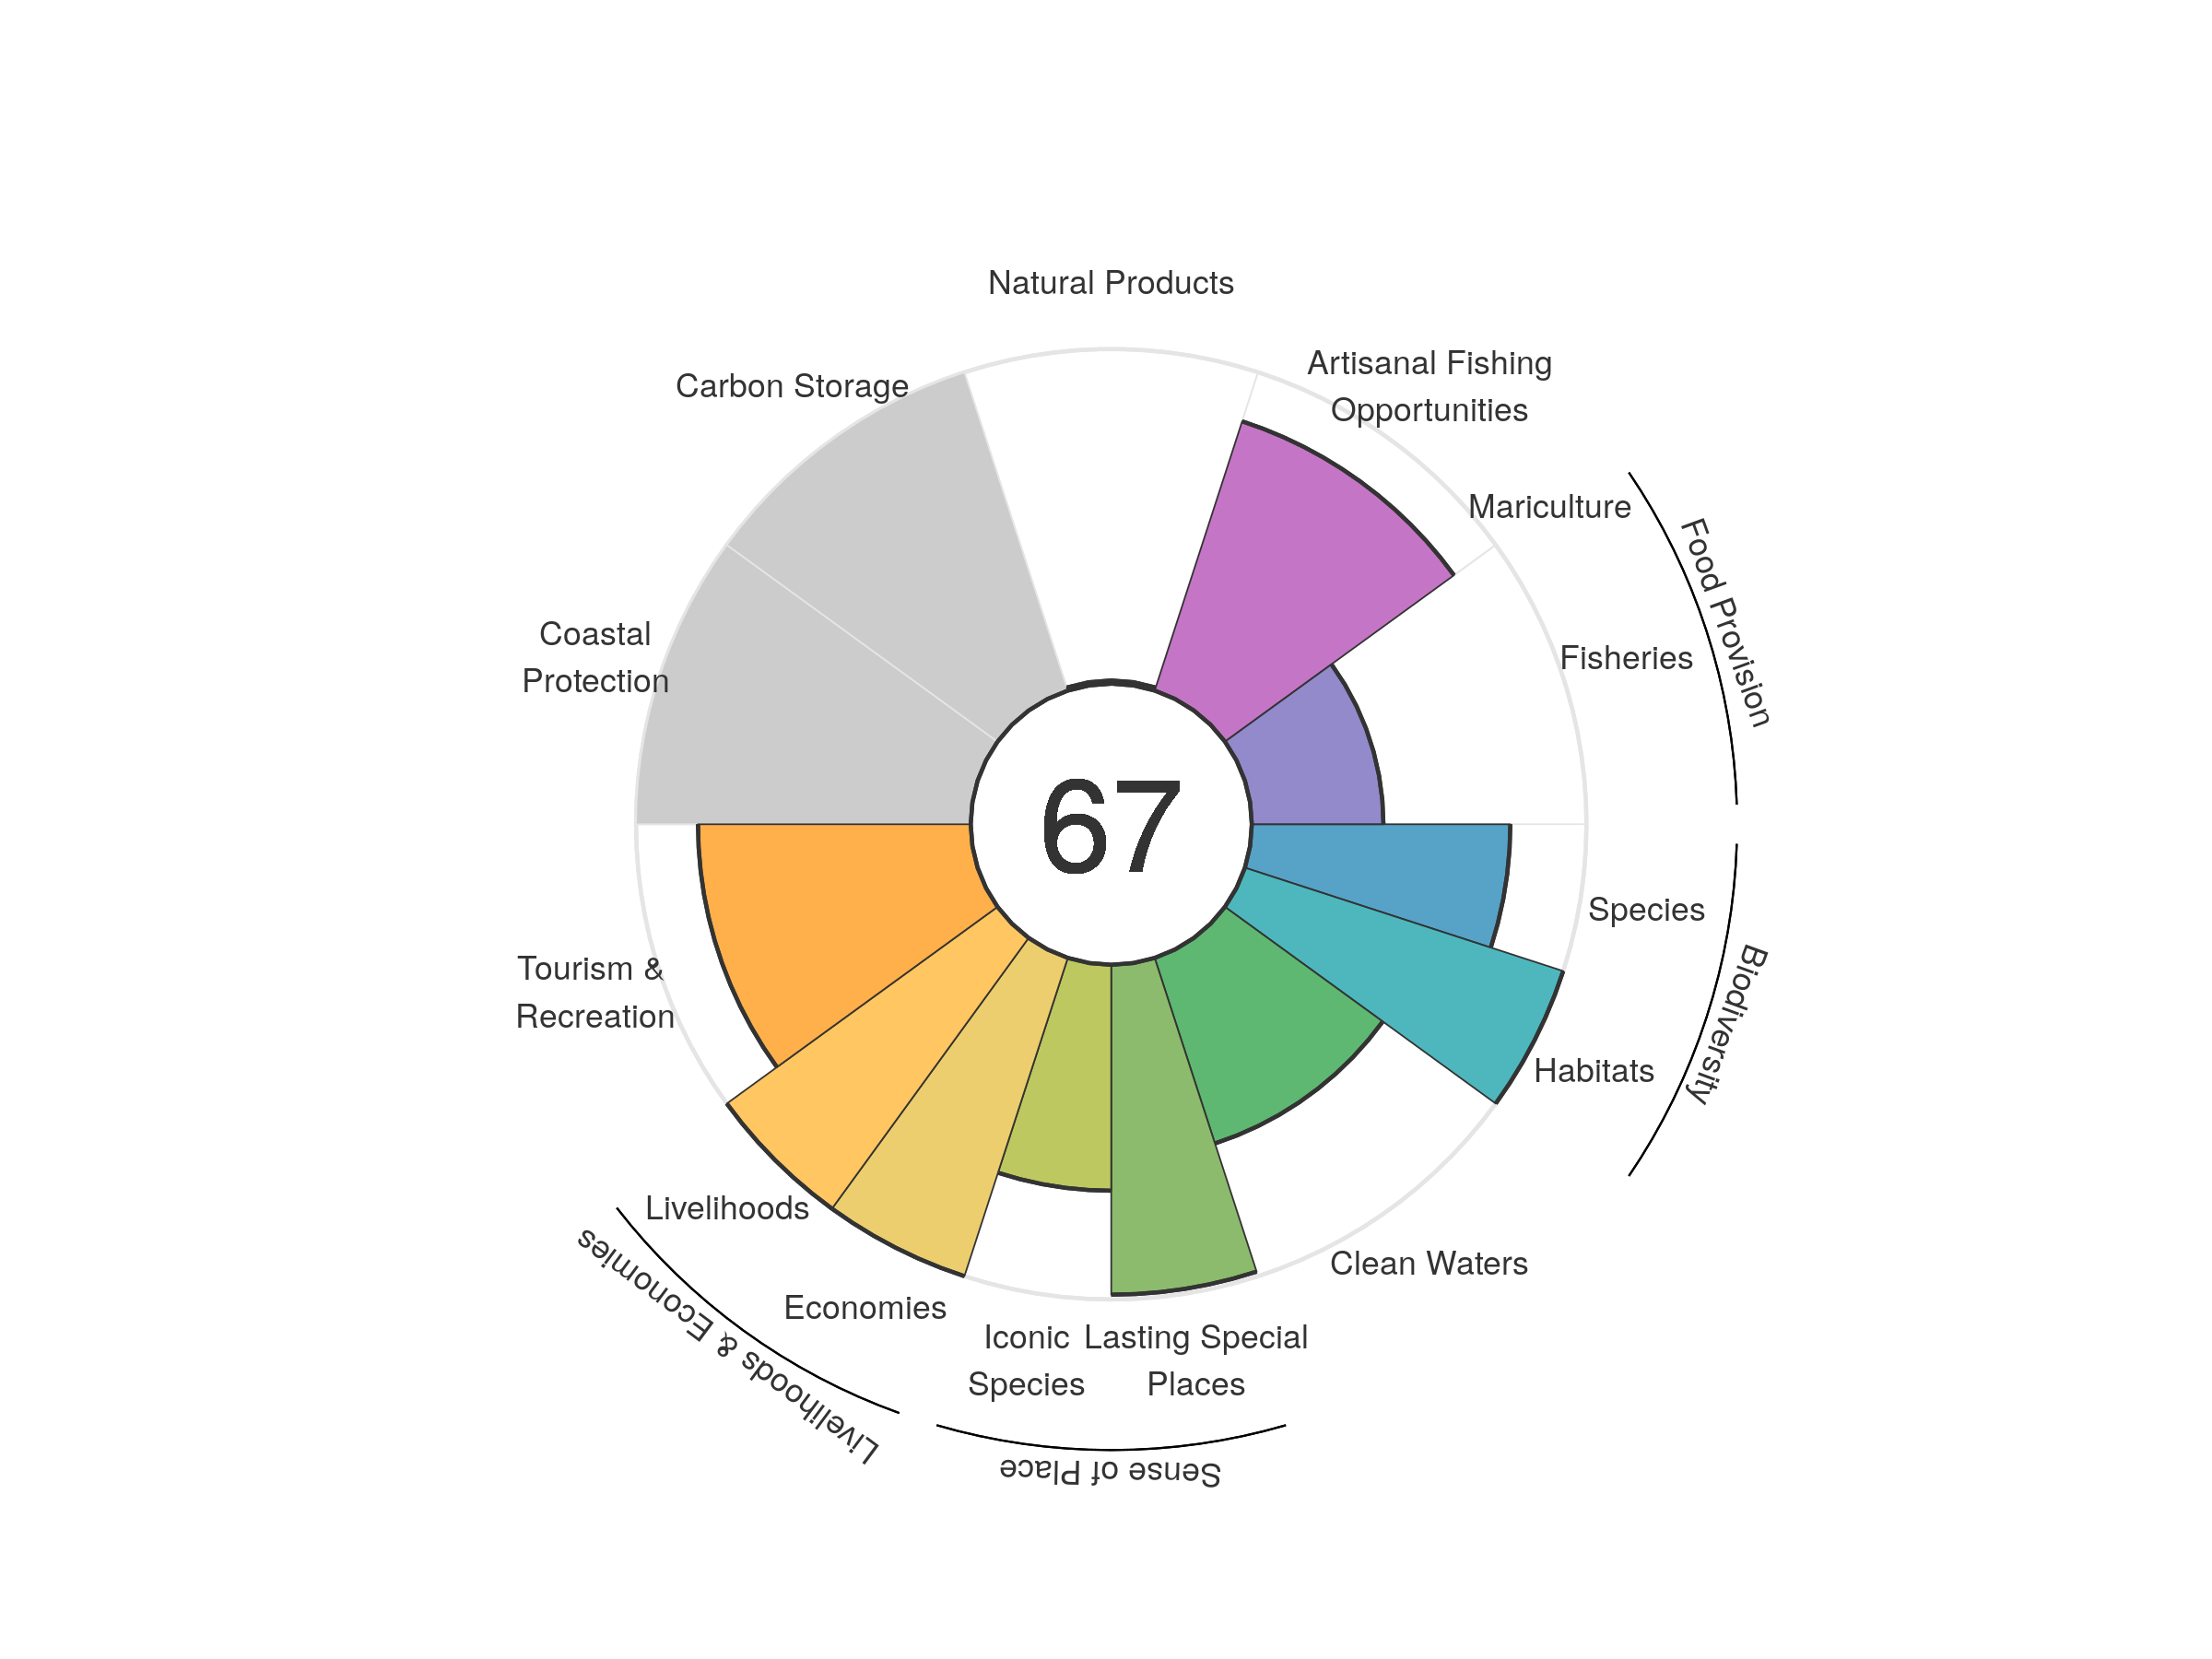 Natural Products
Artisanal Fishing
Opportunities
Carbon Storage
Mariculture
Food Provision
Coastal
Protection
Fisheries
67
Species
Biodiversity
Tourism &
Recreation
Habitats
Livelihoods
Clean Waters
Livelihoods & Economies
Economies
Iconic
Species
Lasting Special
Places
Sense of Place